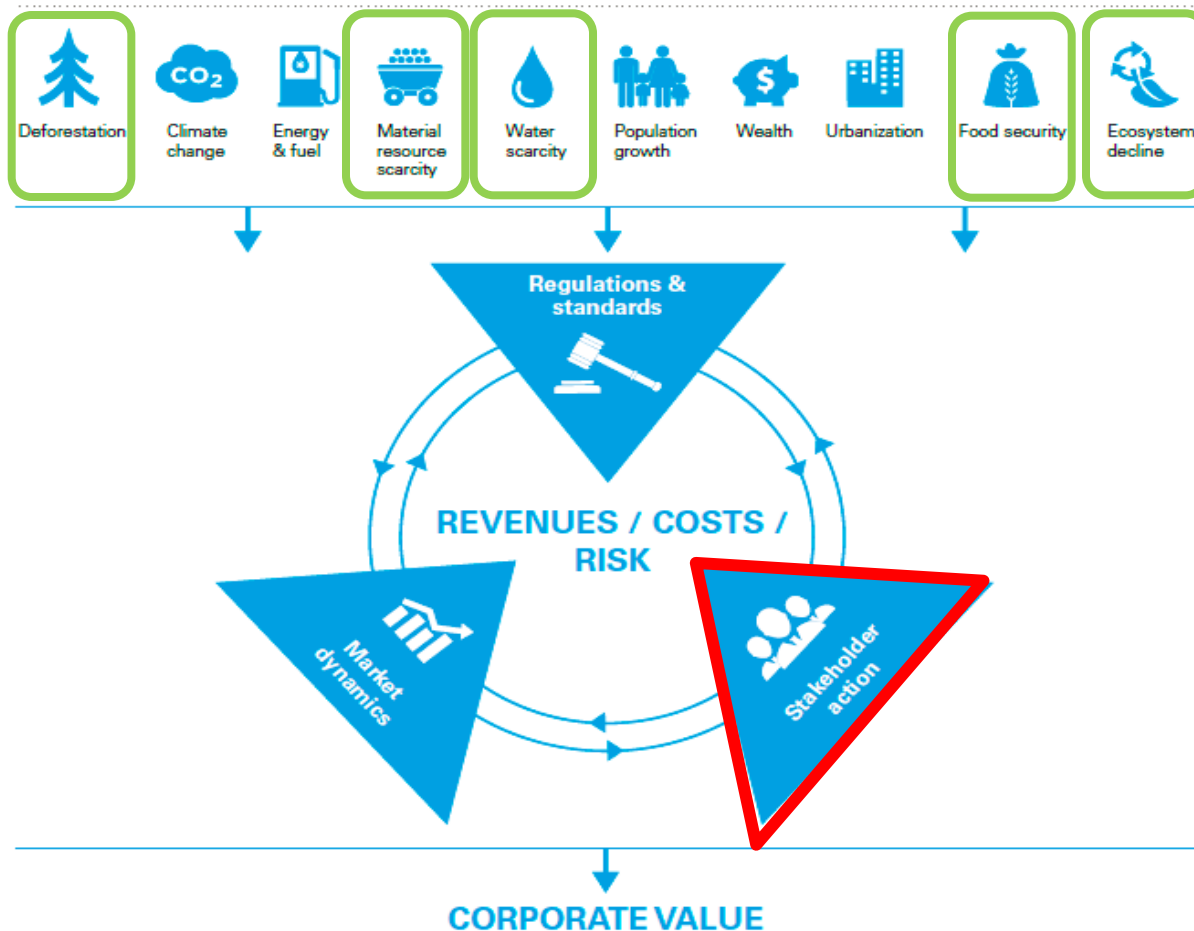 Deforestation
CO2
Climate
change
Energy
& fuel
Material
resource
scarcity
Water
scarcity
Population
growth
$
Wealth
Urbanization
Food security
Ecosystem
decline
Regulations &
standards
REVENUES / COSTS /
RISK
Market
dynamics
Stakeholder
action
CORPORATE VALUE